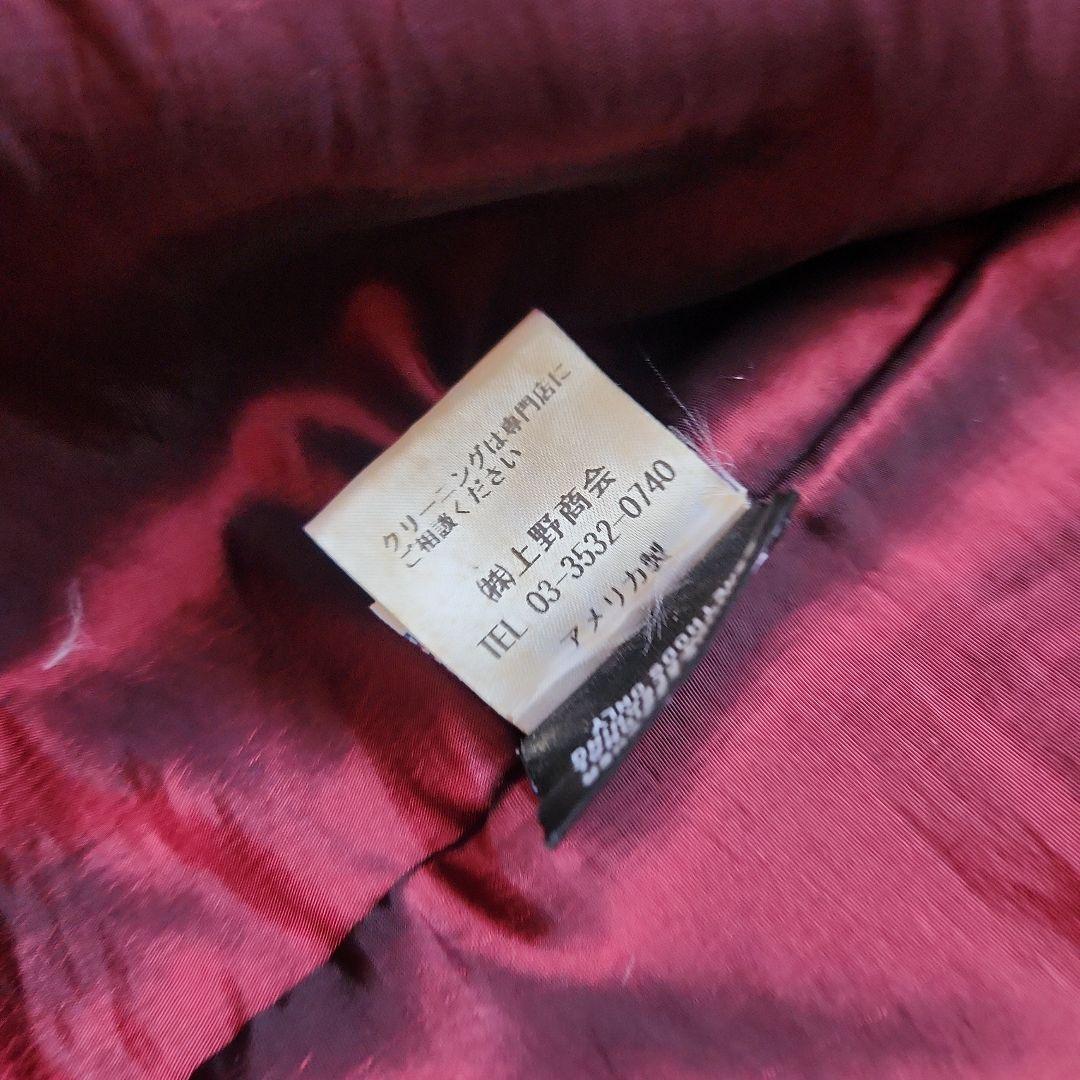 クリーニングは専門店に
ご相談ください
㈱上野商会
TEL 03-3532-0740
アメリカ製
ONLY